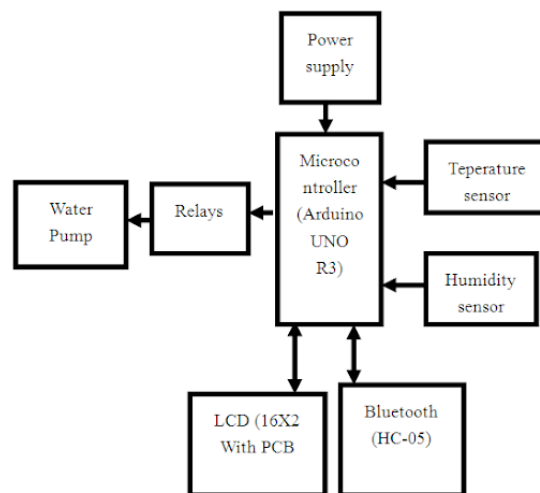 Power
supply
Microco
ntroller
(Arduino
UNO
R3)
Teperature
sensor
Relays
Water
Pump
Humidity
sensor
LCD (16X2
With PCB
Bluetooth
(HC-05)